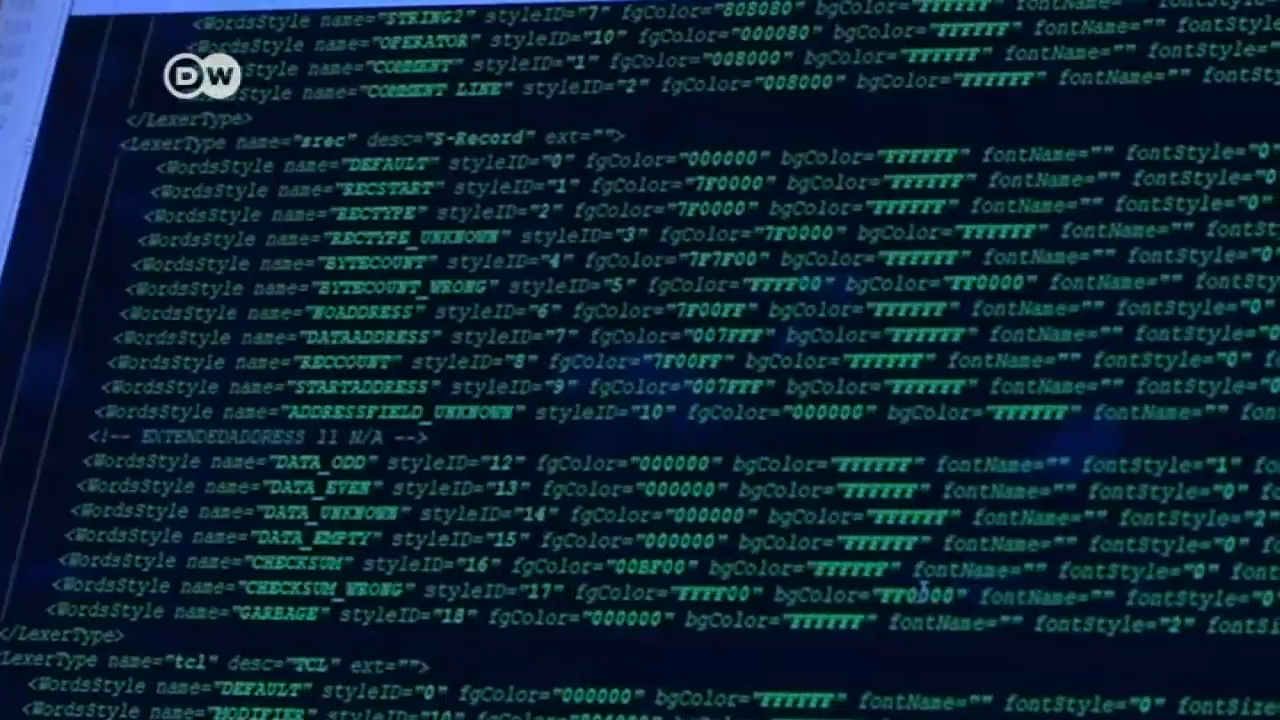 <WordsStyle name="STRING2" styleID="7" fgColor="808080" bgColor="FFFFFF" fontName=""
WordsStyle name="OPERATOR" styleID="10" fgColor="000080" bgColor="FFFFFF" fontName="" fontSt
DW
WordsStyle name="COMMENT" styleID="1" fgColor="008000" bgColor="FFFFFF" fontName="" fontSt
WordsStyle name="COMMENT LINE" styleID="2" fgColor="008000" bgColor="FFFFFF" fontName=""
</LexerType>
<LexerType name="srec" desc="S-Record" ext="">
<WordsStyle name="DEFAULT" styleID="0" fgColor="000000" bgColor="FFFFFF" fontName="" fontStyle="0"
<WordsStyle name="RECSTART" styleID="1" fgColor="7F0000" bgColor="FFFFFF" fontName="" fontStyle="0
<WordsStyle name="RECTYPE" styleID="2" fgColor="7F0000" bgColor="FFFFFF" fontName="" fontStyle="0"
<WordsStyle name="RECTYPE_UNKNOWN" styleID="3" fgColor="7F0000" bgColor="FFFFFF" fontName="" fontSt
<WordsStyle name="BYTECOUNT" styleID="4" fgColor="7F7F00" bgColor="FFFFFF" fontName="" fontStyle="0"
<WordsStyle name="BYTECOUNT_WRONG" styleID="5" fgColor="FFFF00" bgColor="FF0000" fontName="" fontSty
<WordsStyle name="NOADDRESS" styleID="6" fgColor="7F00FF" bgColor="FFFFFF" fontName="" fontStyle="0"
<WordsStyle name="DATAADDRESS" styleID="7" fgColor="007FFF" bgColor="FFFFFF" fontName="" fontStyle="0
<WordsStyle name="RECCOUNT" styleID="8" fgColor="7F00FF" bgColor="FFFFFF" fontName="" fontStyle="0"
<WordsStyle name="STARTADDRESS" styleID="9" fgColor="007FFF" bgColor="FFFFFF" fontName="" fontStyle="0
<WordsStyle name="ADDRESSFIELD_UNKNOWN" styleID="10" fgColor="000000" bgColor="FFFFFF" fontName="" fon
<!-- EXTENDEDADDRESS 11 N/A -->
<WordsStyle name="DATA_ODD" styleID="12" fgColor="000000" bgColor="FFFFFF" fontName="" fontStyle="1" fo
<WordsStyle name="DATA_EVEN" styleID="13" fgColor="000000" bgColor="FFFFFF" fontName="" fontStyle="0" f
<WordsStyle name="DATA_UNKNOWN" styleID="14" fgColor="000000" bgColor="FFFFFF" fontName="" fontStyle="2"
<WordsStyle name="DATA_EMPTY" styleID="15" fgColor="000000" bgColor="FFFFFF" fontName="" fontStyle="0" f
<WordsStyle name="CHECKSUM" styleID="16" fgColor="00BF00" bgColor="FFFFFF" fontName="" fontStyle="0" font
<WordsStyle name="CHECKSUM_WRONG" styleID="17" fgColor="FFFF00" bgColor="FF0000" fontName="" fontStyle="0
<WordsStyle name="GARBAGE" styleID="18" fgColor="000000" bgColor="FFFFFF" fontName="" fontStyle="2" fontSi
</LexerType>
LexerType name="tcl" desc="TCL" ext="">
<WordsStyle name="DEFAULT" styleID="0" fgColor="000000" bgColor="FFFFFF" fontName="" fontStyle="0" fontSize
<WordsStyle name="MODIFIER"